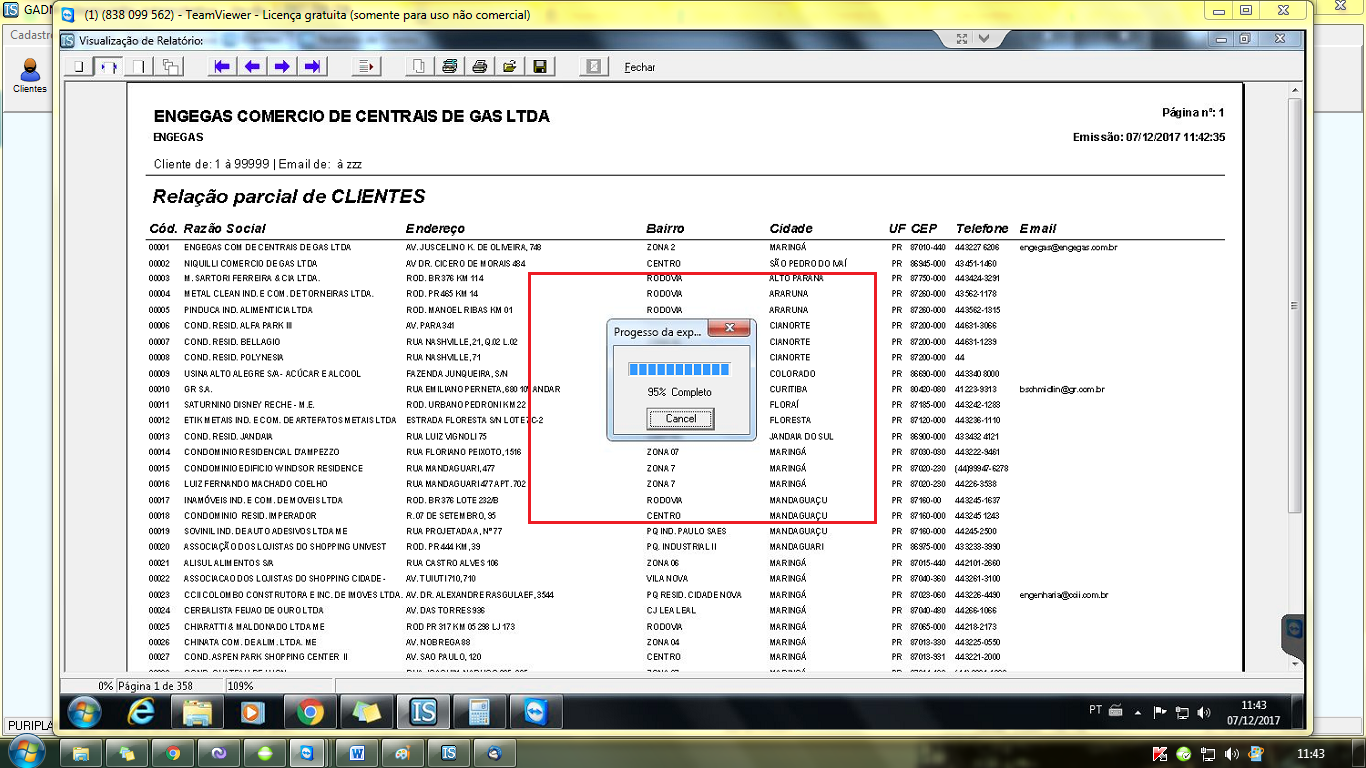 GADM
(1) (838 099 562) - TeamViewer - Licença gratuita (somente para uso não comercial)
Cadastro
Clientes
Visualização de Relatório:
Fechar
ENGEGAS COMERCIO DE CENTRAIS DE GAS LTDA
Página nº: 1
ENGEGAS
Emissão: 07/12/2017 11:42:35
Cliente de: 1 à 99999 | Email de: à zzz
Relação parcial de CLIENTES
Cód. Razão Social Endereço Bairro Cidade UF CEP Telefone Email
00001 ENGEGAS COM DE CENTRAIS DE GAS LTDA AV. JUSCELINO K. DE OLIVEIRA, 748 ZONA 2 MARINGÁ PR 87010-440 443227 6206 engegas@engegas.com.br
00002 NIQUILLI COMERCIO DE GAS LTDA AV DR. CICERO DE MORAIS 484 CENTRO SÃO PEDRO DO IVAÍ PR 86945-000 43451-1460
00003 M. SARTORI FERREIRA & CIA LTDA. ROD. BR376 KM 114 RODOVIA ALTO PARANA PR 87750-000 443424-3291
00004 METAL CLEAN IND. E COM. DE TORNEIRAS LTDA. ROD. PR465 KM 14 RODOVIA ARARUNA PR 87260-000 43562-1178
00005 PINDUCA IND. ALIMENTICIA LTDA ROD. MANOEL RIBAS KM 01 RODOVIA ARARUNA PR 87260-000 443562-1315
00006 COND. RESID. ALFA PARK III AV. PARA 341 CIANORTE PR 87200-000 44631-3066
00007 COND. RESID. BELLAGIO RUA NASHVILLE, 21, Q.02 L.02 CIANORTE PR 87200-000 44631-1239
00008 COND. RESID. POLYNESIA RUA NASHVILLE, 71 CIANORTE PR 87200-000 44
00009 USINA ALTO ALEGRE S/A - ACÚCAR E ALCOOL FAZENDA JUNQUEIRA, S/N COLORADO PR 86690-000 443340 8000
00010 GR S.A. RUA EMILIANO PERNETA, 680 10º ANDAR CURITIBA PR 80420-080 41223-9313 bschmidlin@gr.com.br
00011 SATURNINO DISNEY RECHE - M.E. ROD. URBANO PEDRONI KM 22 FLORAÍ PR 87185-000 443242-1283
00012 ETIK METAIS IND. E COM. DE ARTEFATOS METAIS LTDA ESTRADA FLORESTA S/N LOTE 7C-2 FLORESTA PR 87120-000 443236-1110
00013 COND. RESID. JANDAIA RUA LUIZ VIGNOLI 75 JANDAIA DO SUL PR 86900-000 433432 4121
00014 CONDOMINIO RESIDENCIAL D'AMPEZZO RUA FLORIANO PEIXOTO, 1516 ZONA 07 MARINGÁ PR 87030-030 443222-9461
00015 CONDOMINIO EDIFICIO WINDSOR RESIDENCE RUA MANDAGUARI, 477 ZONA 7 MARINGÁ PR 87020-230 (44)99947-6278
00016 LUIZ FERNANDO MACHADO COELHO RUA MANDAGUARI 477 APT. 702 ZONA 7 MARINGÁ PR 87020-230 44226-3538
00017 INAMÓVEIS IND. E COM. DE MOVEIS LTDA ROD. BR376 LOTE 232/B RODOVIA MANDAGUAÇU PR 87160-00 443245-1637
00018 CONDOMINIO RESID. IMPERADOR R. 07 DE SETEMBRO, 95 CENTRO MANDAGUAÇU PR 87160-000 443245 1243
00019 SOVINIL IND. DE AUTO ADESIVOS LTDA ME RUA PROJETADA A, Nº 77 PQ IND. PAULO SAES MANDAGUAÇU PR 87160-000 44245-2500
00020 ASSOCIAÇÃO DOS LOJISTAS DO SHOPPING UNIVEST ROD. PR 444 KM , 39 PQ. INDUSTRIAL II MANDAGUARI PR 86975-000 433233-3990
00021 ALISUL ALIMENTOS S/A RUA CASTRO ALVES 106 ZONA 06 MARINGÁ PR 87015-440 442101-2660
00022 ASSOCIACAO DOS LOJISTAS DO SHOPPING CIDADE - AV. TUIUTI 710, 710 VILA NOVA MARINGÁ PR 87040-360 443261-3100
00023 CCII COLOMBO CONSTRUTORA E INC. DE IMOVEIS LTDA. AV. DR. ALEXANDRE RASGULAEF, 3544 PQ RESID. CIDADE NOVA MARINGÁ PR 87023-060 443226-4490 engenharia@ccii.com.br
00024 CEREALISTA FEIJAO DE OURO LTDA AV. DAS TORRES 936 CJ LEA LEAL MARINGÁ PR 87040-480 44266-1066
00025 CHIARATTI & MALDONADO LTDA ME ROD PR 317 KM 05 298 LJ 173 RODOVIA MARINGÁ PR 87065-000 44218-2173
00026 CHINATA COM. DE ALIM. LTDA. ME AV. NOBREGA 88 ZONA 04 MARINGÁ PR 87013-330 443225-0550
00027 COND. ASPEN PARK SHOPPING CENTER II AV. SAO PAULO, 120 CENTRO MARINGÁ PR 87013-931 443221-2000
Progesso da exp...
95% Completo
Cancel
0% Página 1 de 358 109%
PT 11:43
07/12/2017
PURIPLA
11:43